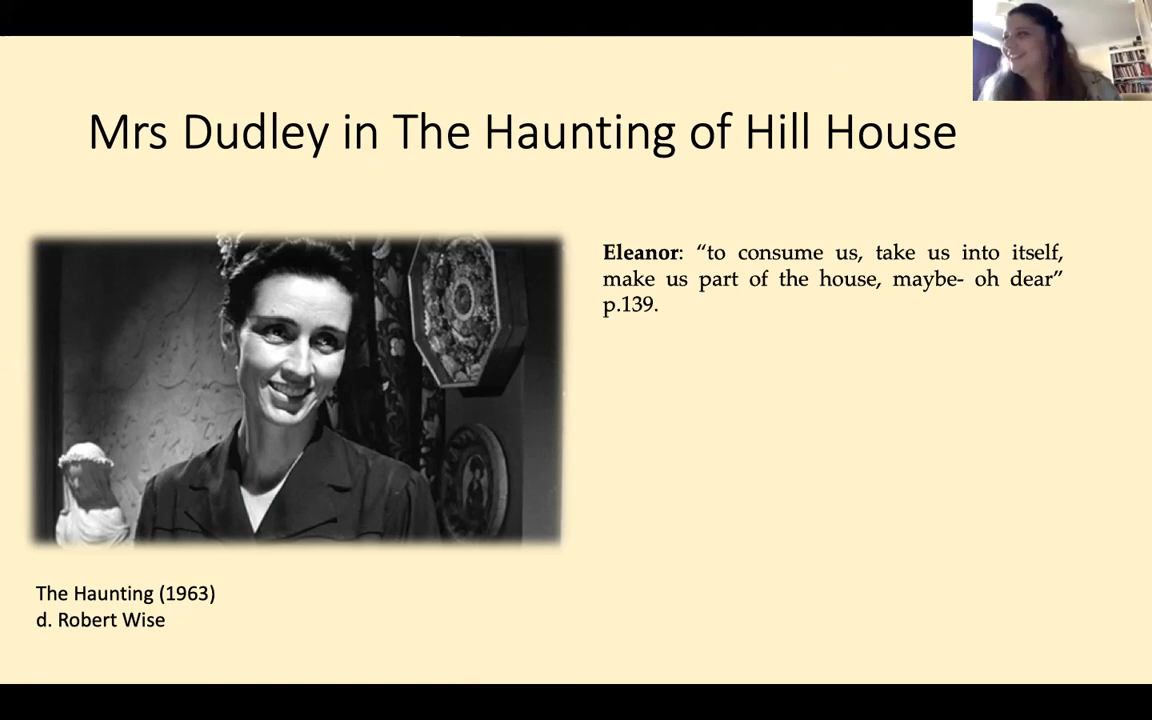 Mrs Dudley in The Haunting of Hill House
Eleanor: “to consume us, take us into itself,
make us part of the house, maybe- oh dear”
p.139.
The Haunting (1963)
d. Robert Wise